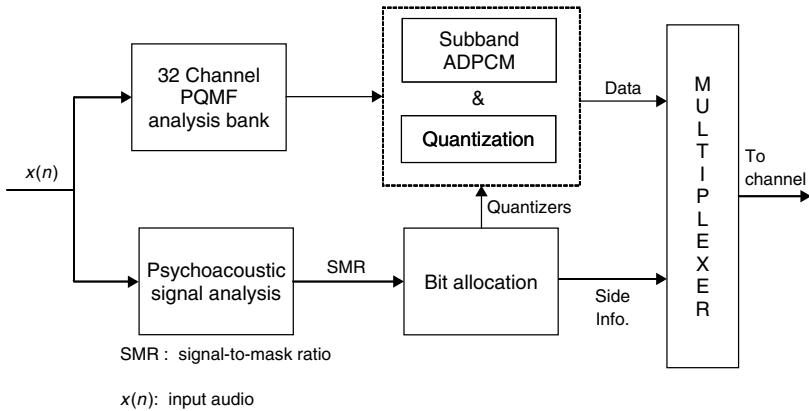 32 Channel
PQMF
analysis bank
Subband
ADPCM
&
Quantization
Data
MULTIPLEXER
To
channel
x(n)
Quantizers
Psychoacoustic
signal analysis
SMR
Bit allocation
Side
Info.
SMR : signal-to-mask ratio
x(n): input audio